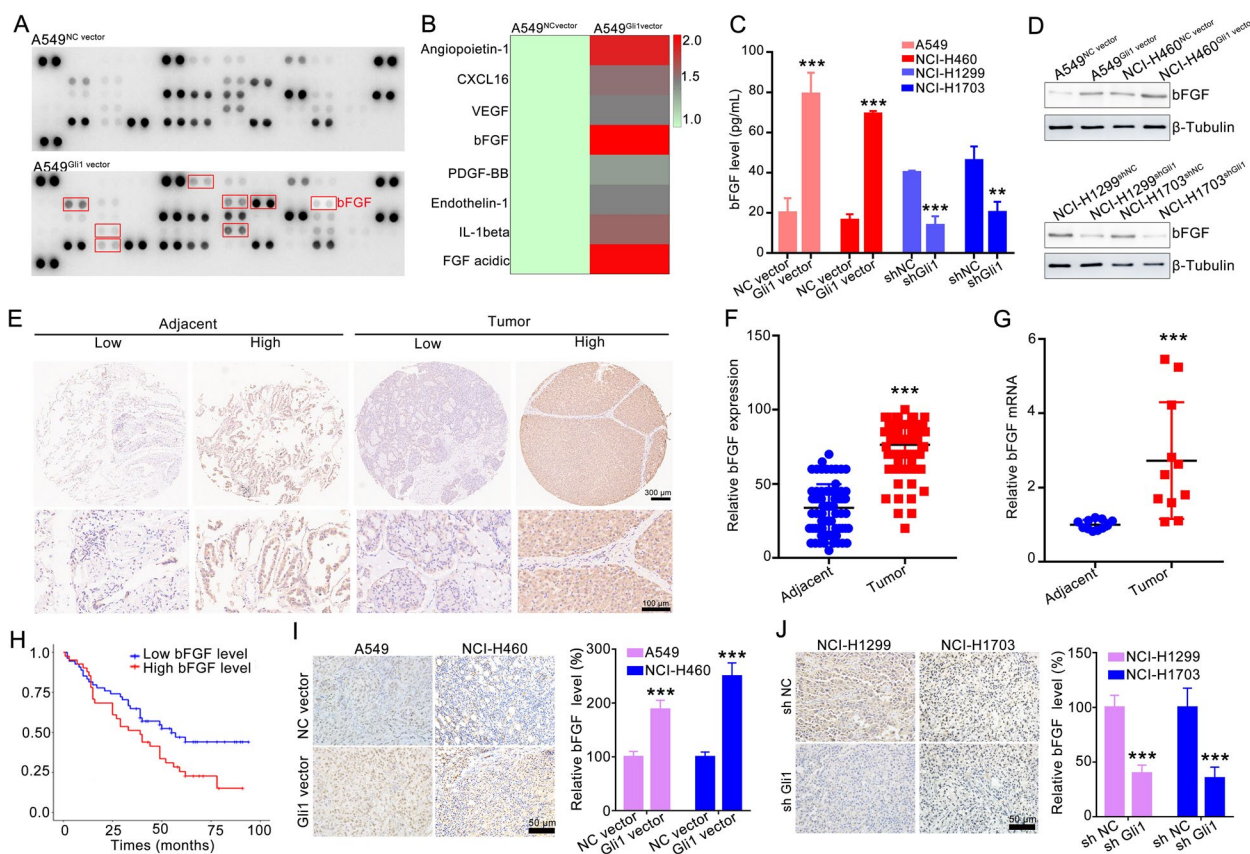 A
A549NC vector
A549Gli1 vector
bFGF
B
A549NCvector
A549Gli1vector
Angiopoietin-1
CXCL16
VEGF
bFGF
PDGF-BB
Endothelin-1
IL-1beta
FGF acidic
2.0
1.5
1.0
C
A549
NCI-H460
NCI-H1299
NCI-H1703
bFGF level (pg/mL)
100
80
60
40
20
0
***
***
***
**
NC vector
Gli1 vector
NC vector
Gli1 vector
shNC
shGli1
shNC
shGli1
D
A549NC vector
A549Gli1 vector
NCI-H460NC vector
NCI-H460Gli1 vector
bFGF
β-Tubulin
NCI-H1299shNC
NCI-H1299shGli1
NCI-H1703shNC
NCI-H1703shGli1
bFGF
β-Tubulin
E
Adjacent
Tumor
Low
High
Low
High
300 µm
100 µm
F
Relative bFGF expression
150
100
50
0
***
Adjacent
Tumor
G
Relative bFGF mRNA
6
4
2
0
***
Adjacent
Tumor
H
Low bFGF level
High bFGF level
1.0
0.75
0.50
0.25
0.0
0
25
50
75
100
Times (months)
I
A549
NCI-H460
NC vector
Gli1 vector
50 µm
Relative bFGF level (%)
300
200
100
0
A549
NCI-H460
***
***
NC vector
Gli1 vector
NC vector
Gli1 vector
J
NCI-H1299
NCI-H1703
sh NC
sh Gli1
50 µm
Relative bFGF level (%)
150
100
50
0
NCI-H1299
NCI-H1703
***
***
sh NC
sh Gli1
sh NC
sh Gli1